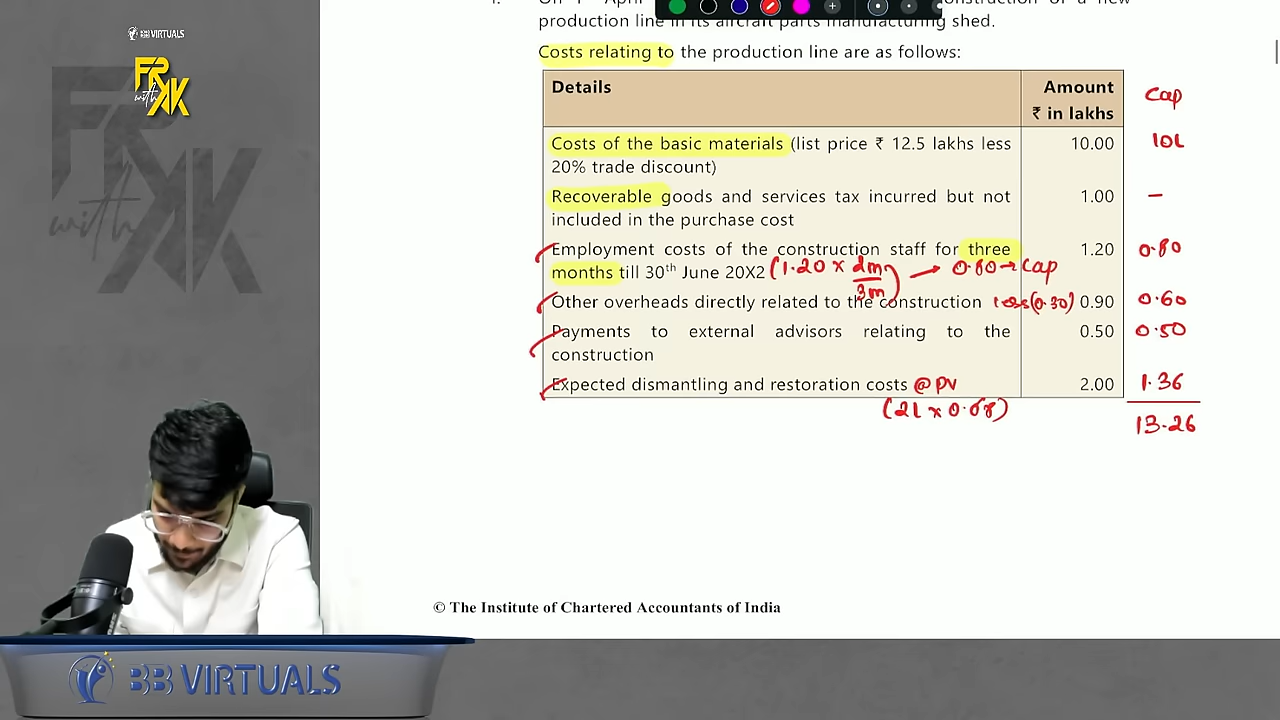 BB VIRTUALS
FR
with
AK
production line in its aircraft parts manufacturing shed.
Costs relating to the production line are as follows:
Details Amount
₹ in lakhs
Cap
Costs of the basic materials (list price ₹ 12.5 lakhs less 10.00 10L
20% trade discount)
Recoverable goods and services tax incurred but not 1.00 –
included in the purchase cost
Employment costs of the construction staff for three 1.20 0.80
months till 30th June 20X2 (1.20 x 2m/3m) → 0.80 → Cap
Other overheads directly related to the construction Loss(0.30) 0.90 0.60
Payments to external advisors relating to the 0.50 0.50
construction
Expected dismantling and restoration costs @ PV 2.00 1.36
(2L x 0.68)
13.26
© The Institute of Chartered Accountants of India
BB VIRTUALS